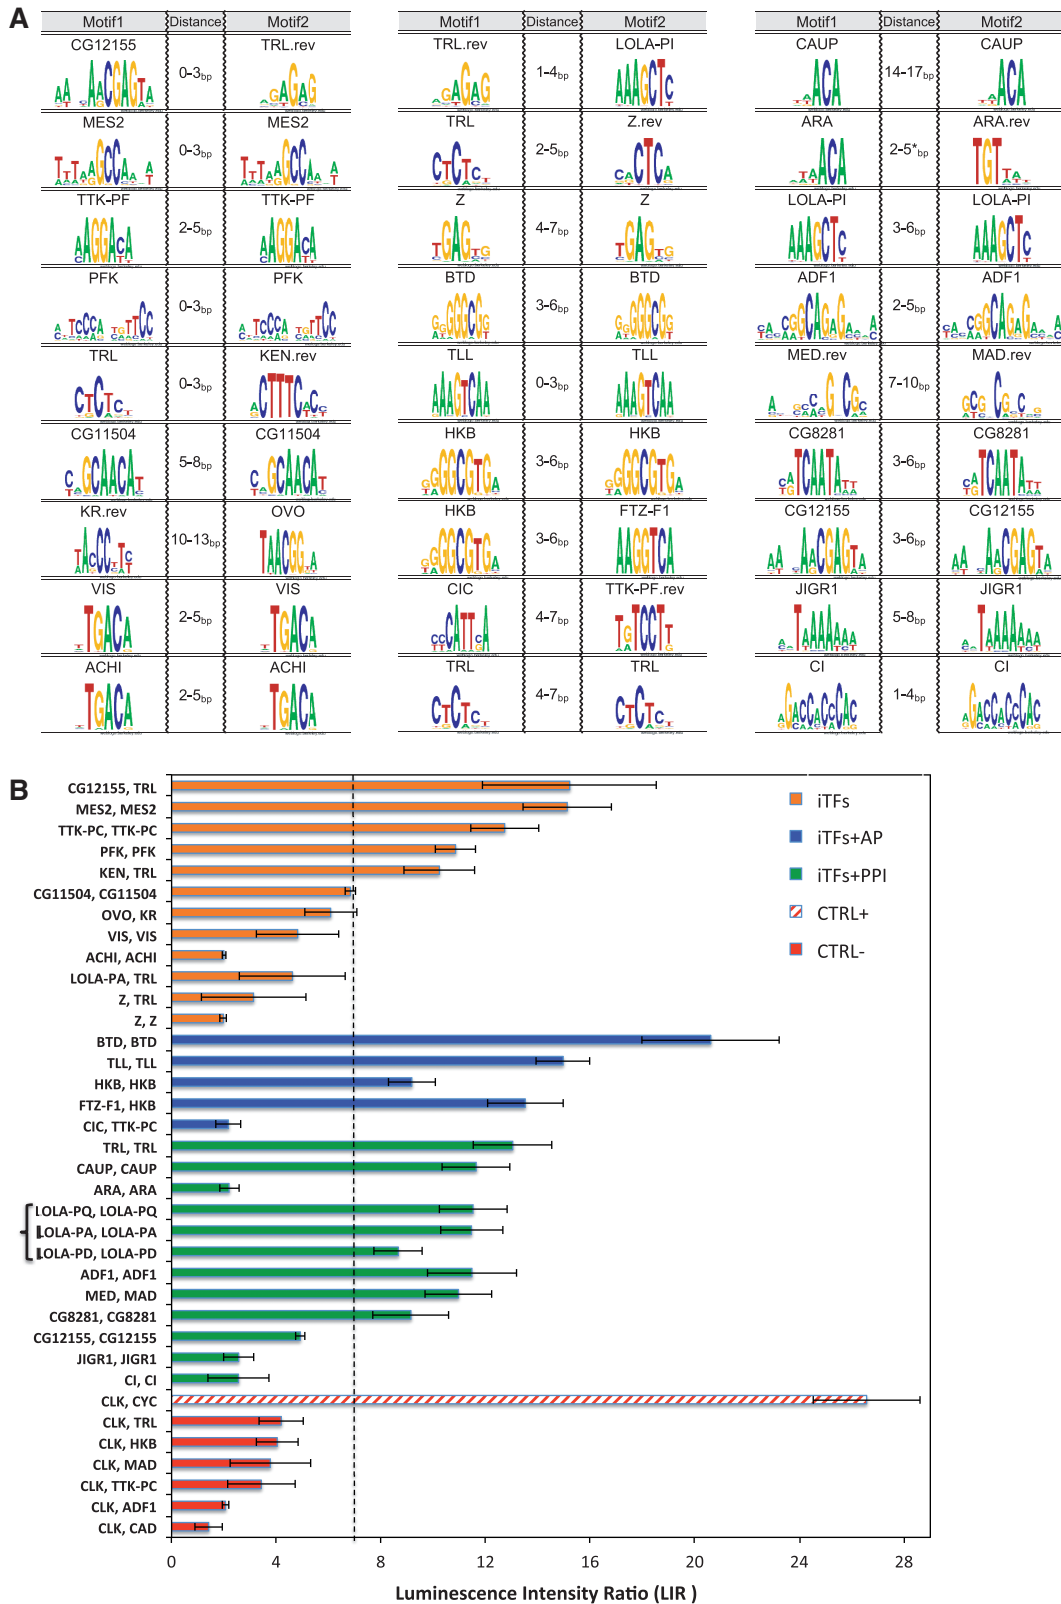 A
Motif1 Distance Motif2
CG12155 0-3bp TRL.rev
MES2 0-3bp MES2
TTK-PF 2-5bp TTK-PF
PFK 0-3bp PFK
TRL 0-3bp KEN.rev
CG11504 5-8bp CG11504
KR.rev 10-13bp OVO
VIS 2-5bp VIS
ACHI 2-5bp ACHI
Motif1 Distance Motif2
TRL.rev 1-4bp LOLA-PI
TRL 2-5bp Z.rev
Z 4-7bp Z
BTD 3-6bp BTD
TLL 0-3bp TLL
HKB 3-6bp HKB
HKB 3-6bp FTZ-F1
CIC 4-7bp TTK-PF.rev
TRL 4-7bp TRL
Motif1 Distance Motif2
CAUP 14-17bp CAUP
ARA 2-5*bp ARA.rev
LOLA-PI 3-6bp LOLA-PI
ADF1 2-5bp ADF1
MED.rev 7-10bp MAD.rev
CG8281 3-6bp CG8281
CG12155 3-6bp CG12155
JIGR1 5-8bp JIGR1
CI 1-4bp CI
B
CG12155, TRL
MES2, MES2
TTK-PC, TTK-PC
PFK, PFK
KEN, TRL
CG11504, CG11504
OVO, KR
VIS, VIS
ACHI, ACHI
LOLA-PA, TRL
Z, TRL
Z, Z
BTD, BTD
TLL, TLL
HKB, HKB
FTZ-F1, HKB
CIC, TTK-PC
TRL, TRL
CAUP, CAUP
ARA, ARA
LOLA-PQ, LOLA-PQ
LOLA-PA, LOLA-PA
LOLA-PD, LOLA-PD
ADF1, ADF1
MED, MAD
CG8281, CG8281
CG12155, CG12155
JIGR1, JIGR1
CI, CI
CLK, CYC
CLK, TRL
CLK, HKB
CLK, MAD
CLK, TTK-PC
CLK, ADF1
CLK, CAD
iTFs
iTFs+AP
iTFs+PPI
CTRL+
CTRL-
0 4 8 12 16 20 24 28
Luminescence Intensity Ratio (LIR )